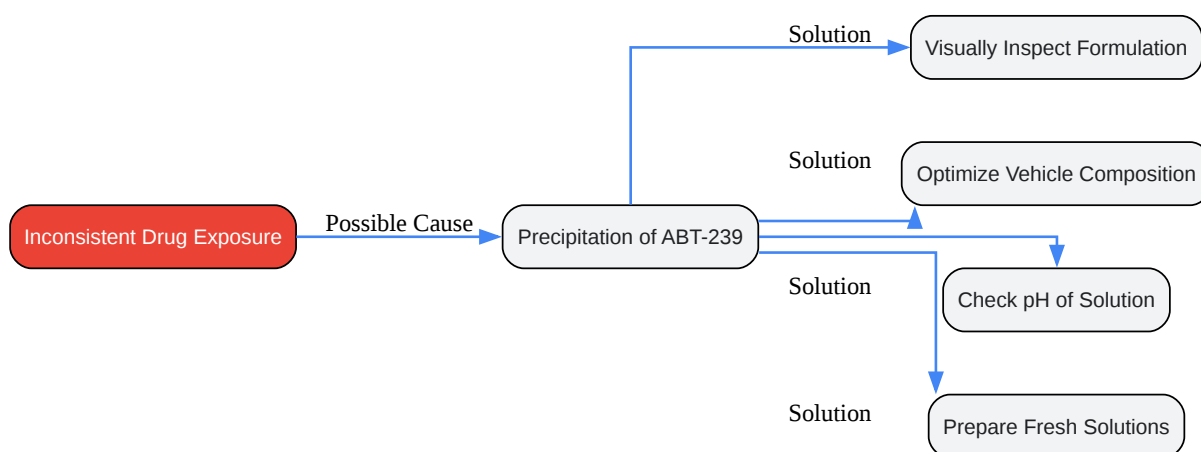 Solution
Visually Inspect Formulation
Solution
Optimize Vehicle Composition
Inconsistent Drug Exposure
Possible Cause
Precipitation of ABT-239
Solution
Check pH of Solution
Solution
Prepare Fresh Solutions